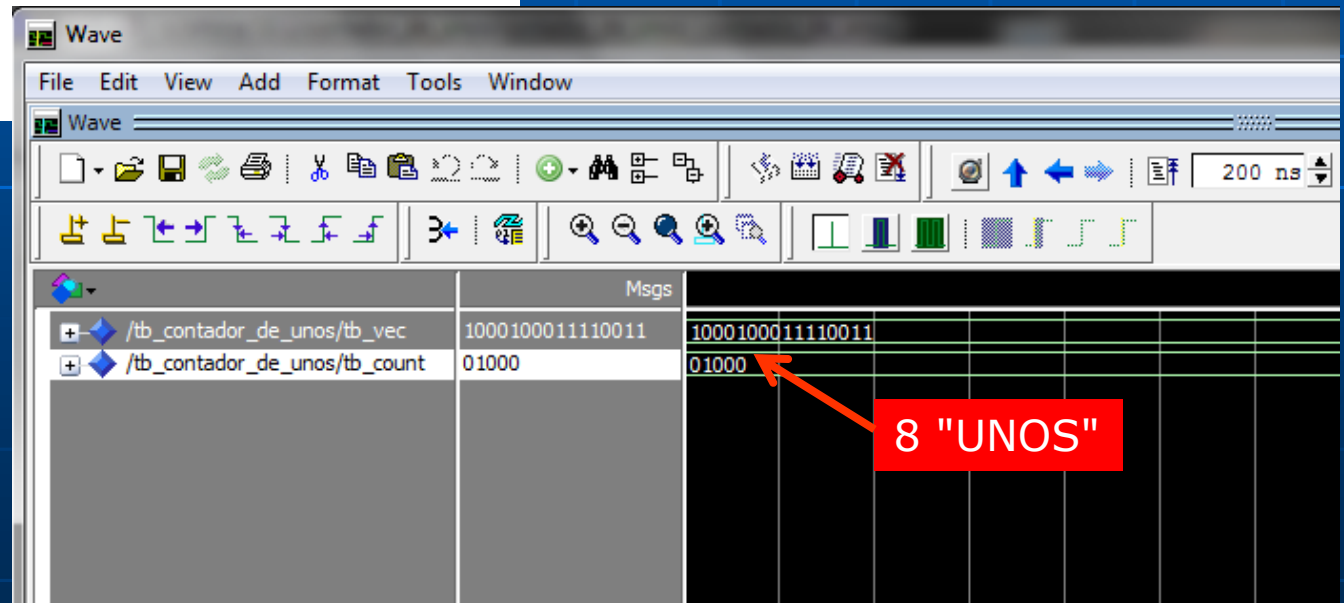 Wave
File Edit View Add Format Tools Window
Wave
200 ns
Msgs
/tb_contador_de_unos/tb_vec 1000100011110011 1000100011110011
/tb_contador_de_unos/tb_count 01000 01000
8 "UNOS"